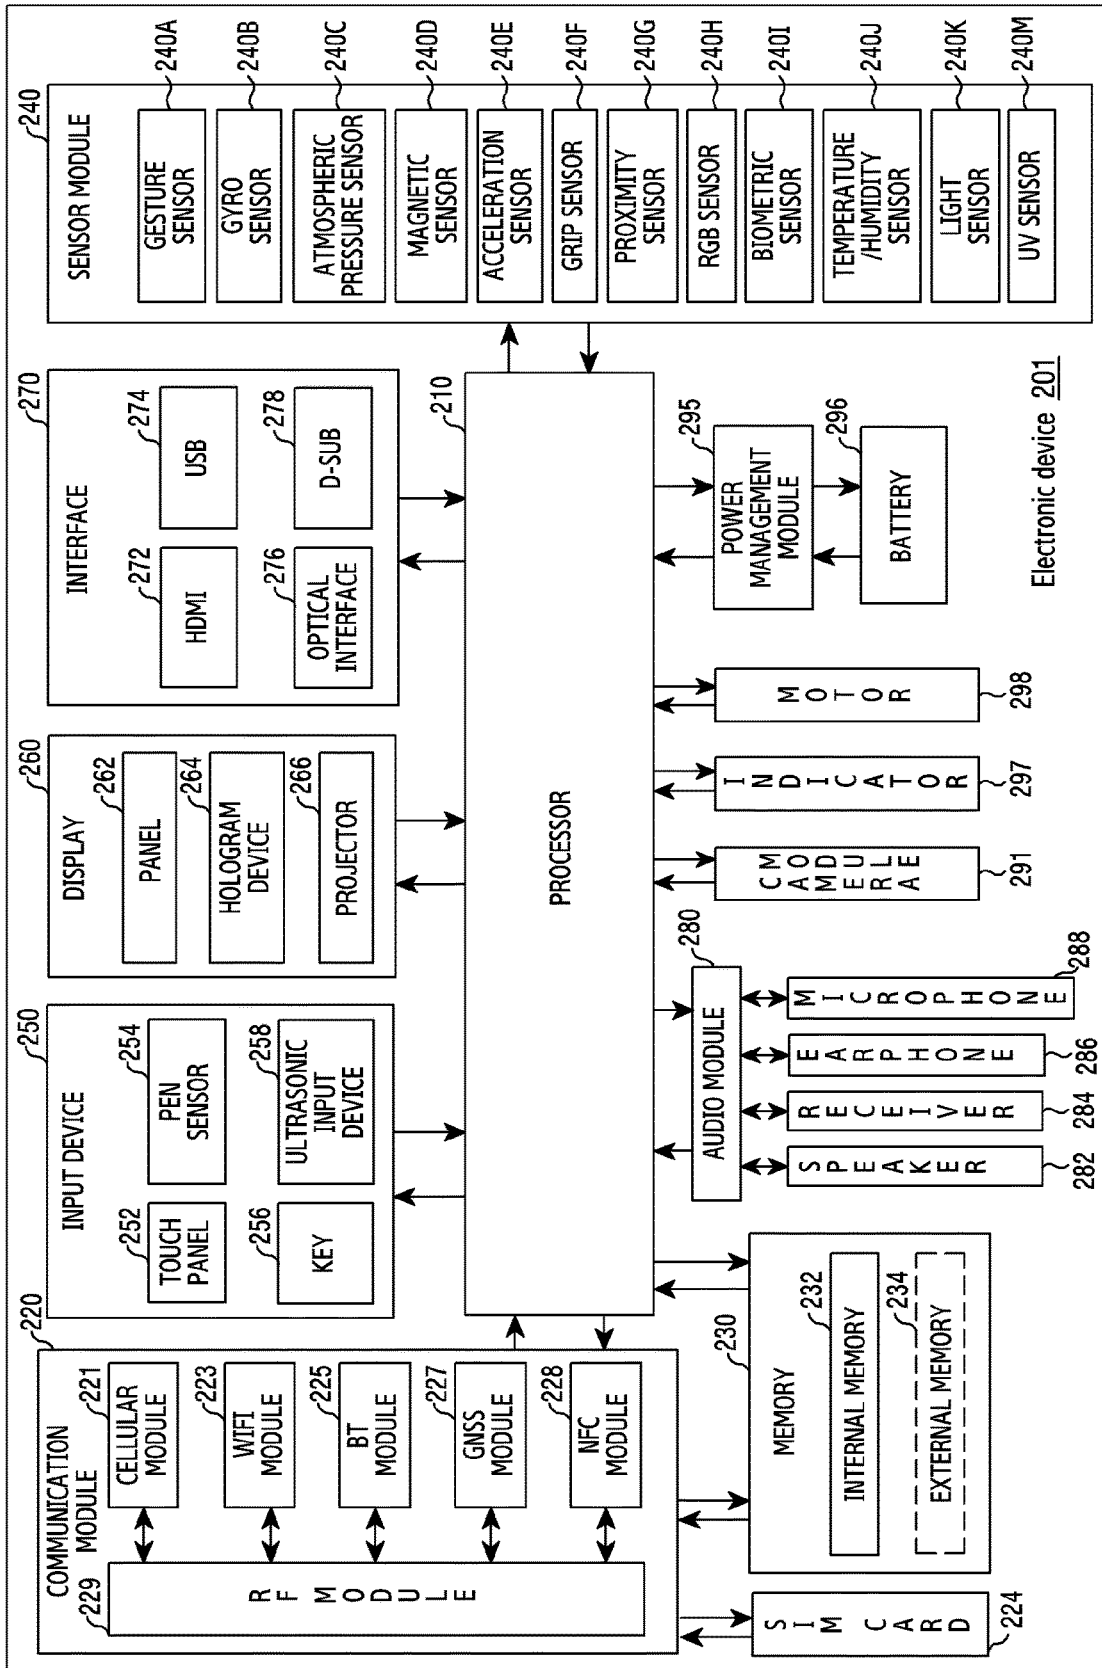 COMMUNICATION
MODULE
220
229
RF MODULE
221
CELLULAR
MODULE
223
WIFI
MODULE
225
BT
MODULE
227
GNSS
MODULE
228
NFC
MODULE
SIM CARD
224
250
INPUT DEVICE
252
TOUCH
PANEL
254
PEN
SENSOR
256
KEY
258
ULTRASONIC
INPUT
DEVICE
260
DISPLAY
262
PANEL
264
HOLOGRAM
DEVICE
266
PROJECTOR
270
INTERFACE
272
HDMI
274
USB
276
OPTICAL
INTERFACE
278
D-SUB
240
SENSOR MODULE
GESTURE
SENSOR
240A
GYRO
SENSOR
240B
ATMOSPHERIC
PRESSURE SENSOR
240C
MAGNETIC
SENSOR
240D
ACCELERATION
SENSOR
240E
GRIP SENSOR
240F
PROXIMITY
SENSOR
240G
RGB SENSOR
240H
BIOMETRIC
SENSOR
240I
TEMPERATURE
/HUMIDITY
SENSOR
240J
LIGHT
SENSOR
240K
UV SENSOR
240M
210
PROCESSOR
230
MEMORY
232
INTERNAL MEMORY
234
EXTERNAL MEMORY
280
AUDIO MODULE
SPEAKER
282
RECEIVER
284
EARPHONE
286
MICROPHONE
288
CAMERA
MODULE
291
INDICATOR
297
MOTOR
298
295
POWER
MANAGEMENT
MODULE
296
BATTERY
Electronic device 201